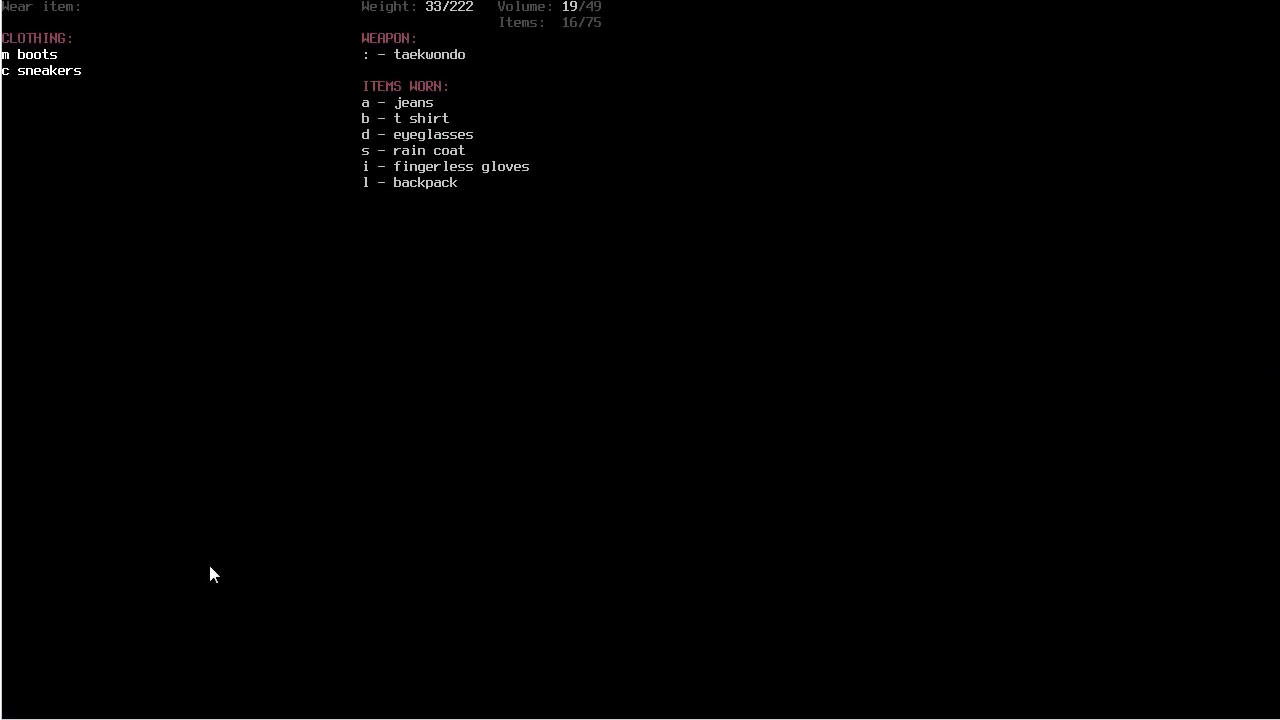 Wear item:
Weight: 33/222   Volume: 19/49
Items:  16/75
CLOTHING:
m boots
c sneakers
WEAPON:
: - taekwondo
ITEMS WORN:
a - jeans
b - t shirt
d - eyeglasses
s - rain coat
i - fingerless gloves
l - backpack